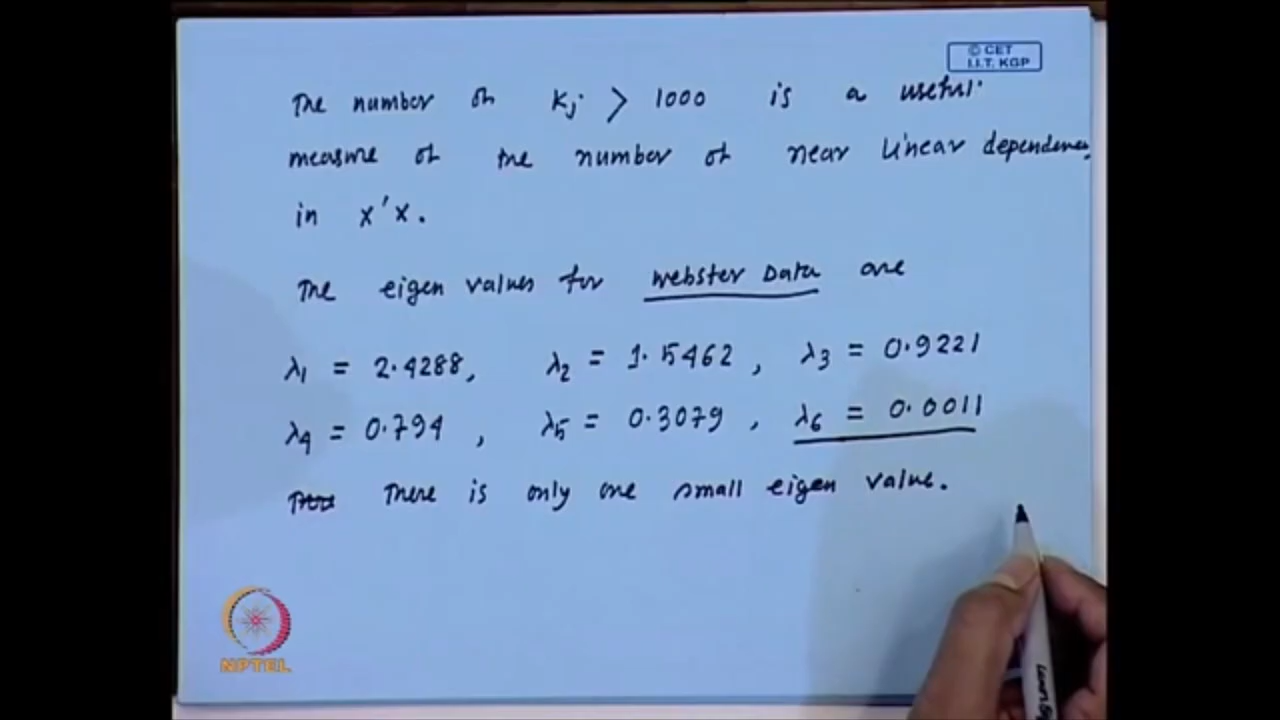 © CET
I.I.T. KGP
The number of Kj > 1000 is a useful
measure of the number of near linear dependence
in X'X.
The eigen values for webster Data are
λ1 = 2.4288, λ2 = 1.5462, λ3 = 0.9221
λ4 = 0.794, λ5 = 0.3079, λ6 = 0.0011
There is only one small eigen value.
NPTEL